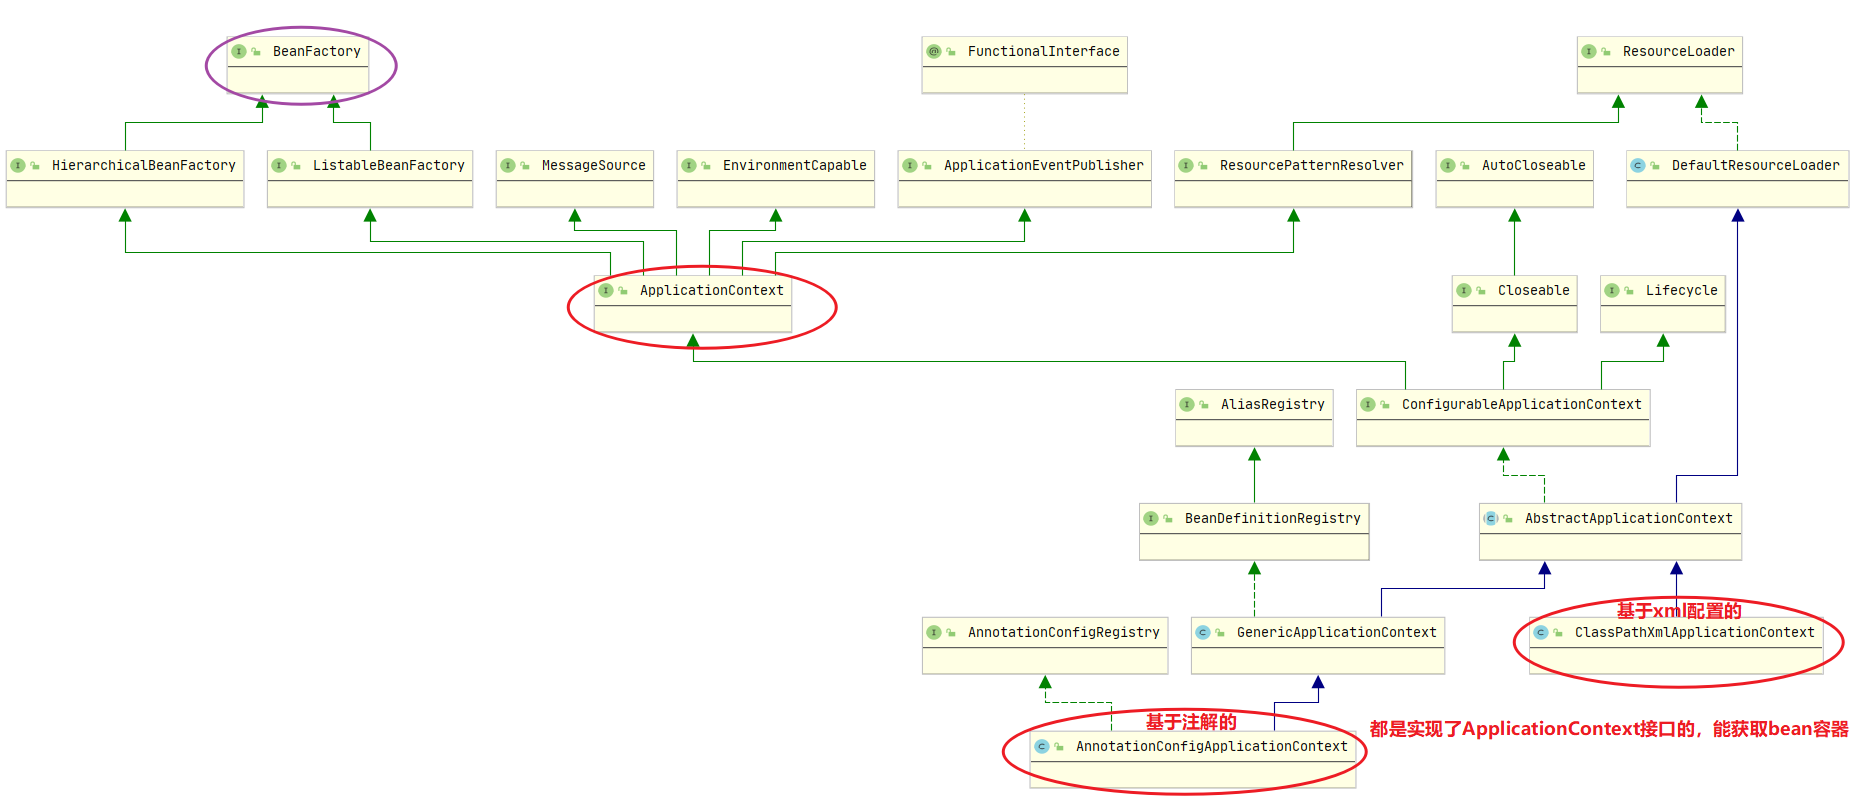 BeanFactory
FunctionalInterface
ResourceLoader
HierarchicalBeanFactory
ListableBeanFactory
MessageSource
EnvironmentCapable
ApplicationEventPublisher
ResourcePatternResolver
AutoCloseable
DefaultResourceLoader
ApplicationContext
Closeable
Lifecycle
AliasRegistry
ConfigurableApplicationContext
BeanDefinitionRegistry
AbstractApplicationContext
基于xml配置的
AnnotationConfigRegistry
GenericApplicationContext
ClassPathXmlApplicationContext
基于注解的
都是实现了ApplicationContext接口的，能获取bean容器
AnnotationConfigApplicationContext